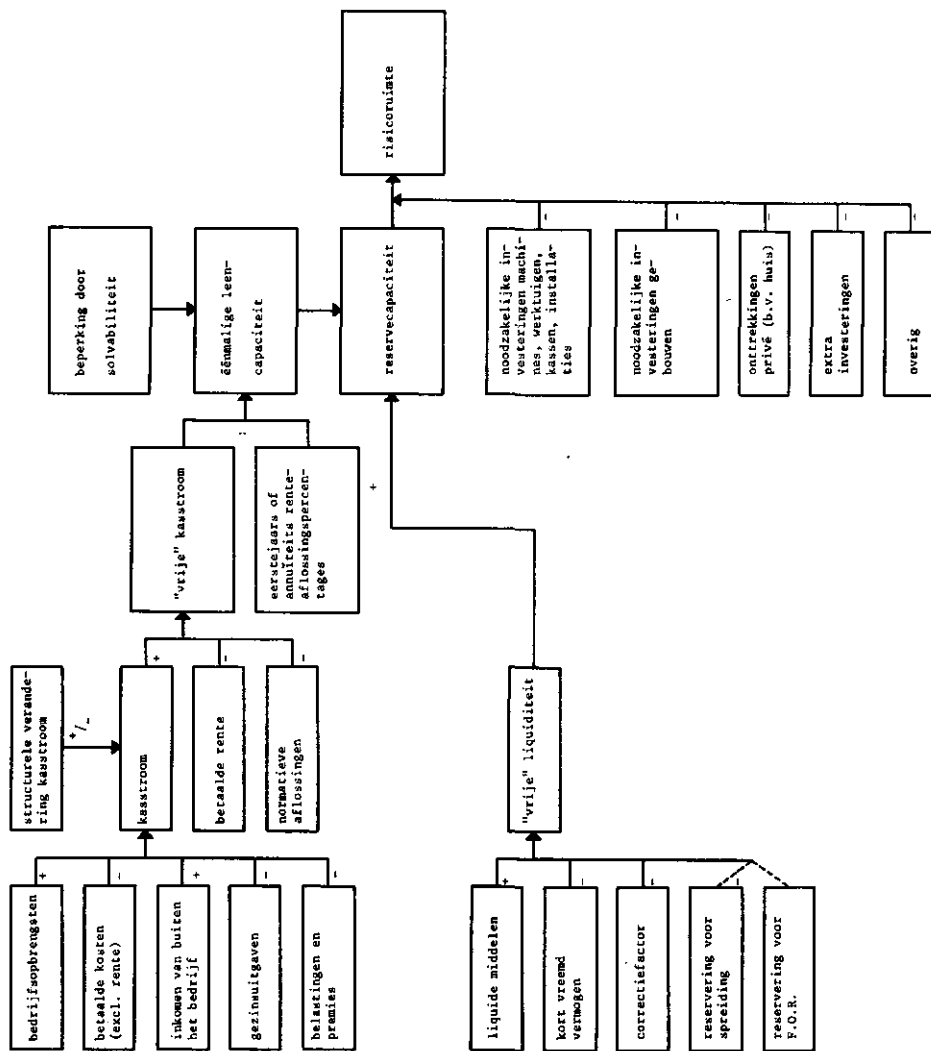 bedrijfsopbrengsten
+
betaalde kosten
(excl. rente)
-
inkomen van buiten
het bedrijf
+
gezinsuitgaven
-
belastingen en
premies
-
structurele verande-
ring kasstroom
+/-
kasstroom
+
betaalde rente
-
normatieve
aflossingen
-
"vrije" kasstroom
:
eerstejaars of
annuïteits rente-
aflossingspercen-
tages
beperking door
solvabiliteit
éénmalige leen-
capaciteit
reservecapaciteit
risicoruimte
liquide middelen
+
kort vreemd
vermogen
-
correctiefactor
-
reservering voor
spreiding
-
reservering voor
F.O.R.
"vrije" liquiditeit
+
noodzakelijke in-
vesteringen machi-
nes, werktuigen,
kassen, installa-
ties
-
noodzakelijke in-
vesteringen ge-
bouwen
-
onttrekkingen
privé (b.v. huis)
-
extra
investeringen
-
overig
-